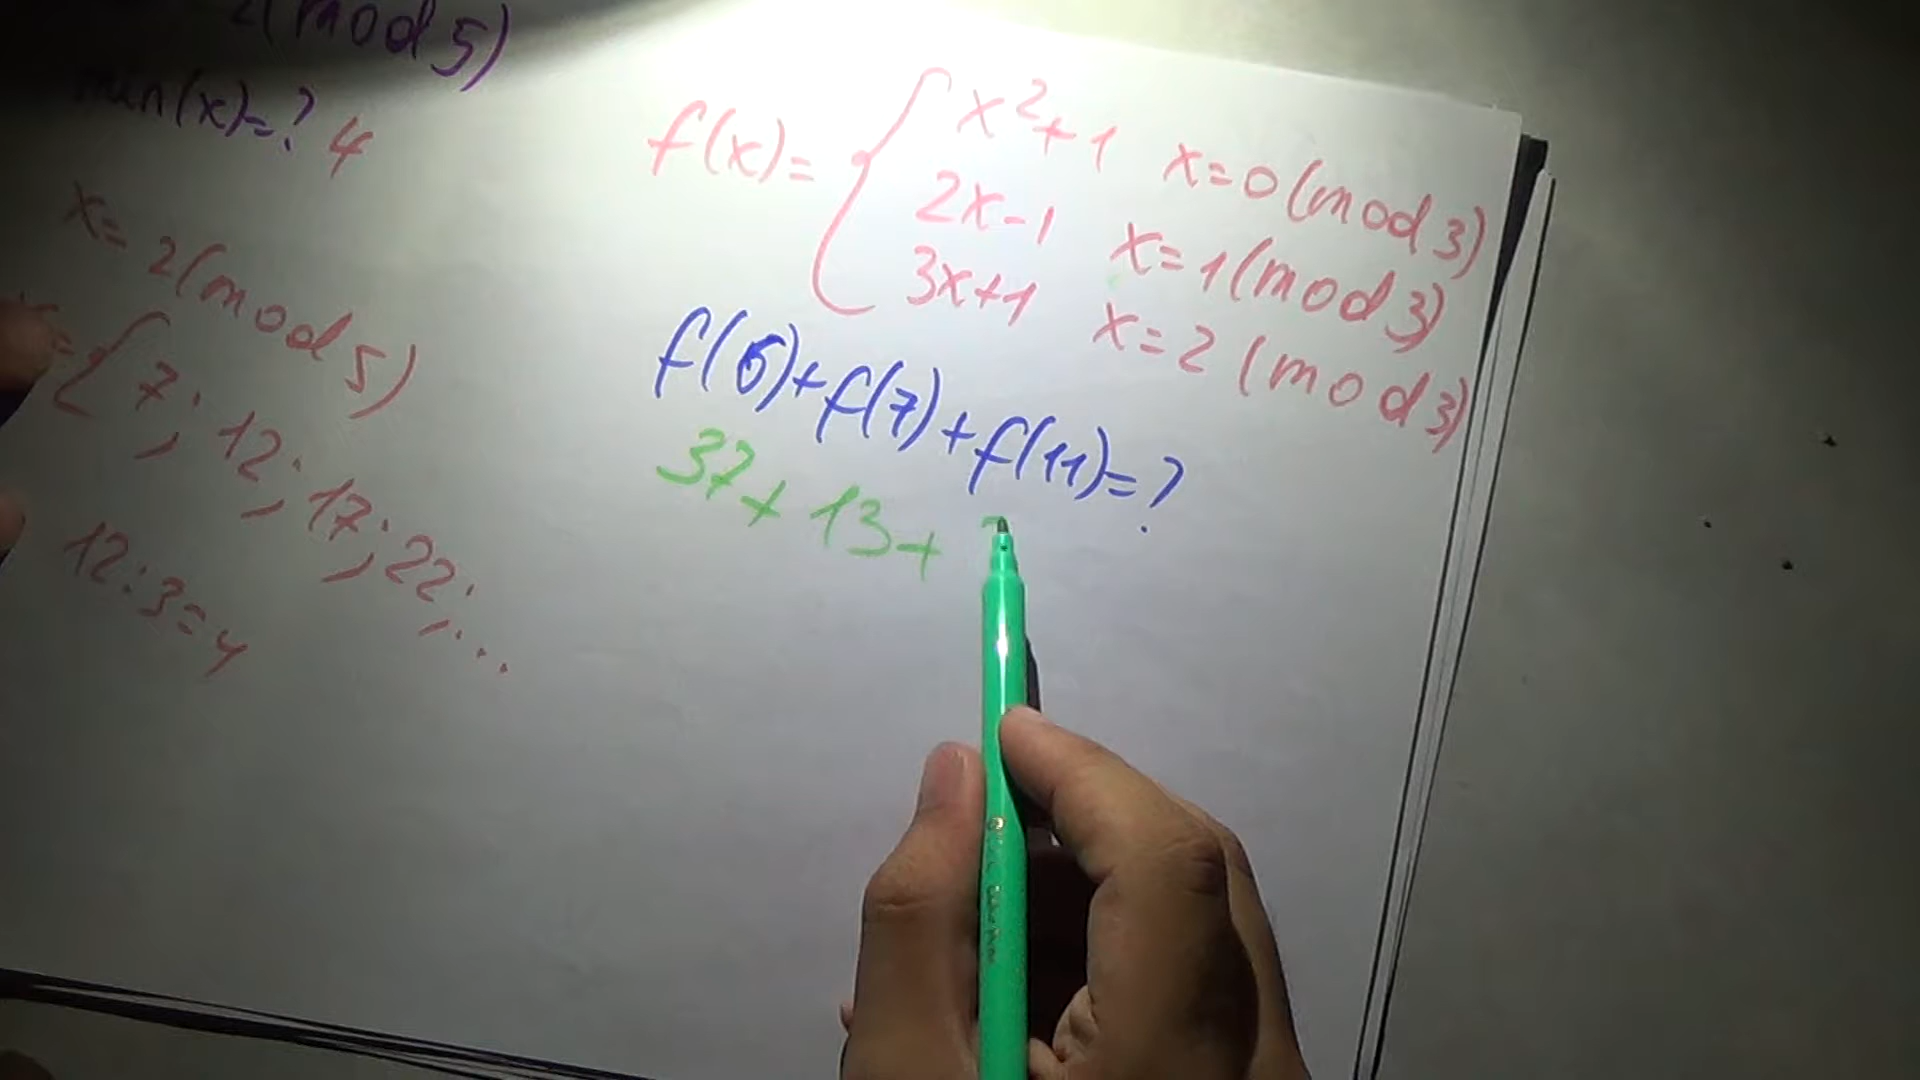 2(mod 5)
min(x)=? 4
x=2(mod 5)
x={7; 12; 17; 22; ...
12:3=4
f(x)={x²+1 x=0(mod 3)
2x-1 x=1(mod 3)
3x+1 x=2(mod 3)
f(6)+f(7)+f(11)=?
37+13+